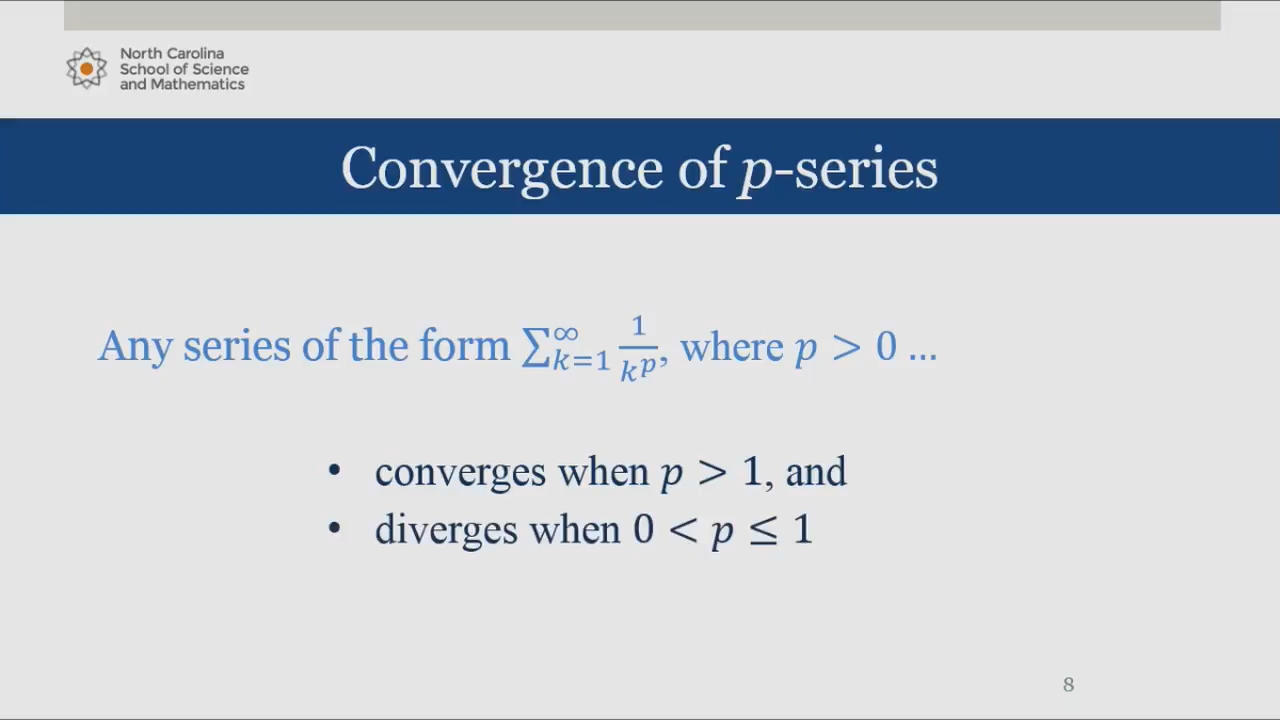 North Carolina
School of Science
and Mathematics
Convergence of p-series
Any series of the form ∑_{k=1}^{∞} 1/k^p, where p > 0 ...
• converges when p > 1, and
• diverges when 0 < p ≤ 1
8